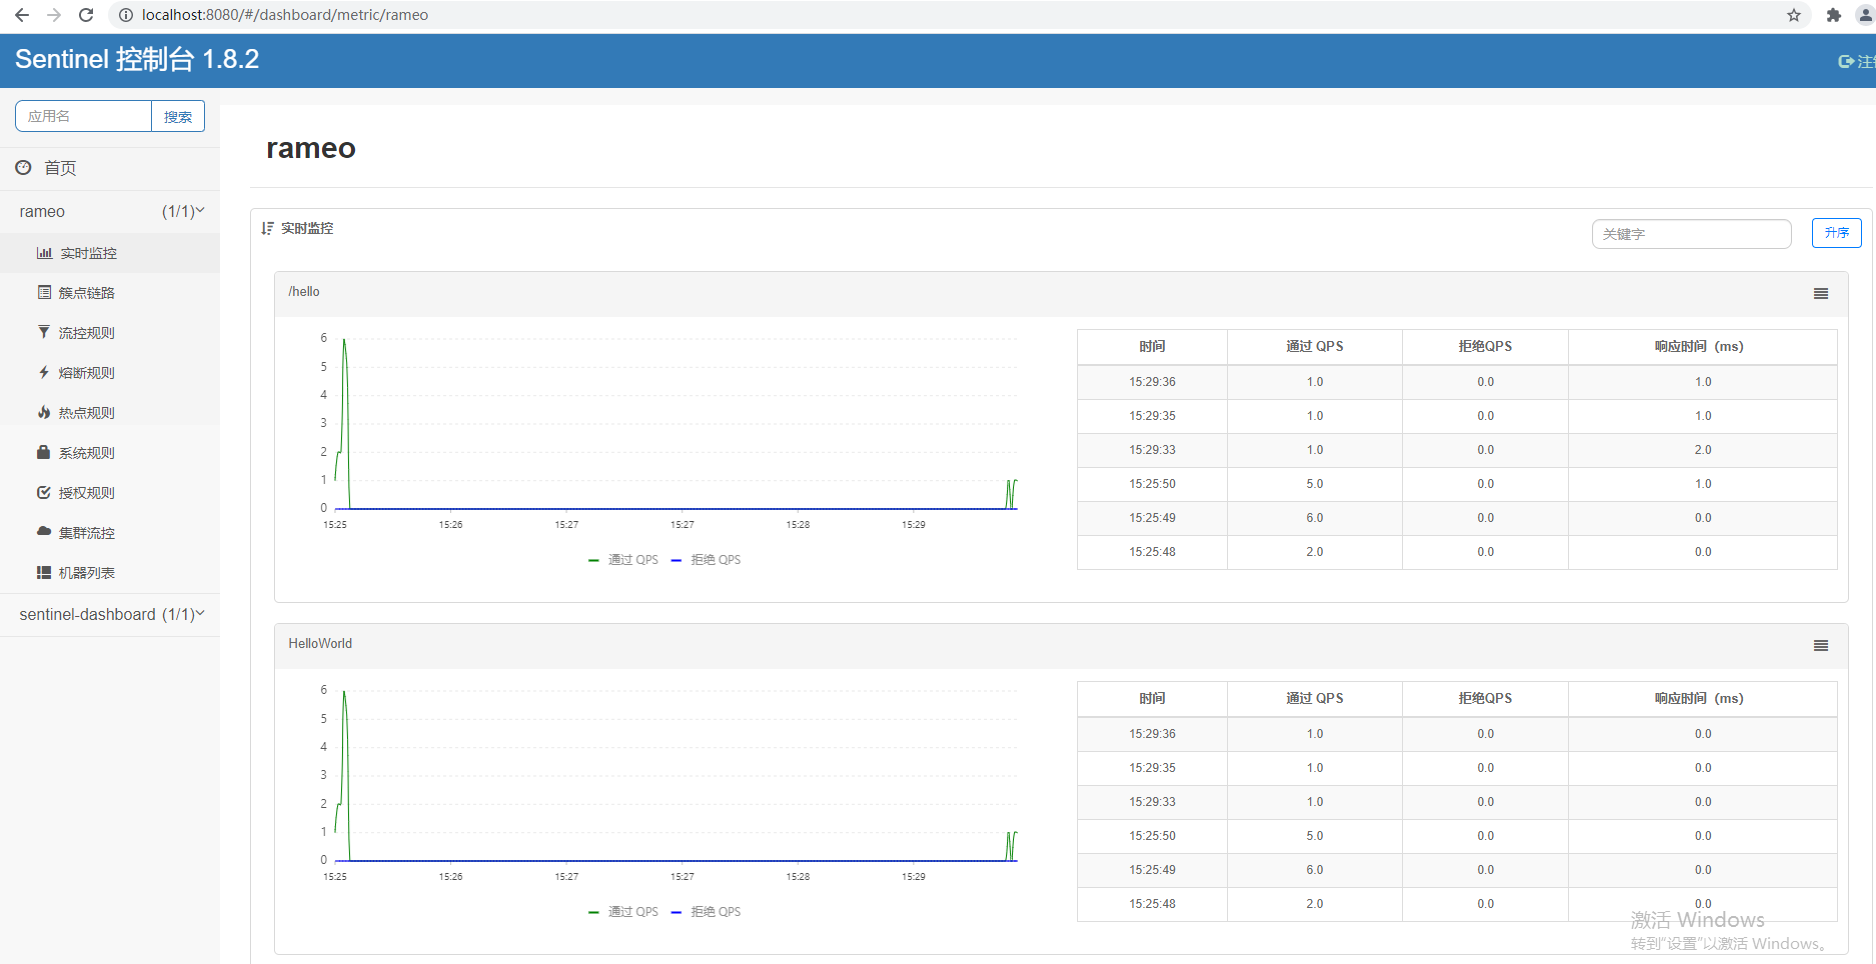 localhost:8080/#/dashboard/metric/rameo
Sentinel 控制台 1.8.2
应用名 搜索
首页
rameo (1/1)
实时监控
簇点链路
流控规则
熔断规则
热点规则
系统规则
授权规则
集群流控
机器列表
sentinel-dashboard (1/1)
rameo
实时监控 关键字 升序
/hello
6
5
4
3
2
1
0
15:25 15:26 15:27 15:27 15:28 15:29
通过 QPS 拒绝 QPS
时间 通过 QPS 拒绝QPS 响应时间（ms）
15:29:36 1.0 0.0 1.0
15:29:35 1.0 0.0 1.0
15:29:33 1.0 0.0 2.0
15:25:50 5.0 0.0 1.0
15:25:49 6.0 0.0 0.0
15:25:48 2.0 0.0 0.0
HelloWorld
6
5
4
3
2
1
0
15:25 15:26 15:27 15:27 15:28 15:29
通过 QPS 拒绝 QPS
时间 通过 QPS 拒绝QPS 响应时间（ms）
15:29:36 1.0 0.0 0.0
15:29:35 1.0 0.0 0.0
15:29:33 1.0 0.0 0.0
15:25:50 5.0 0.0 0.0
15:25:49 6.0 0.0 0.0
15:25:48 2.0 0.0 0.0
激活 Windows
转到“设置”以激活 Windows。